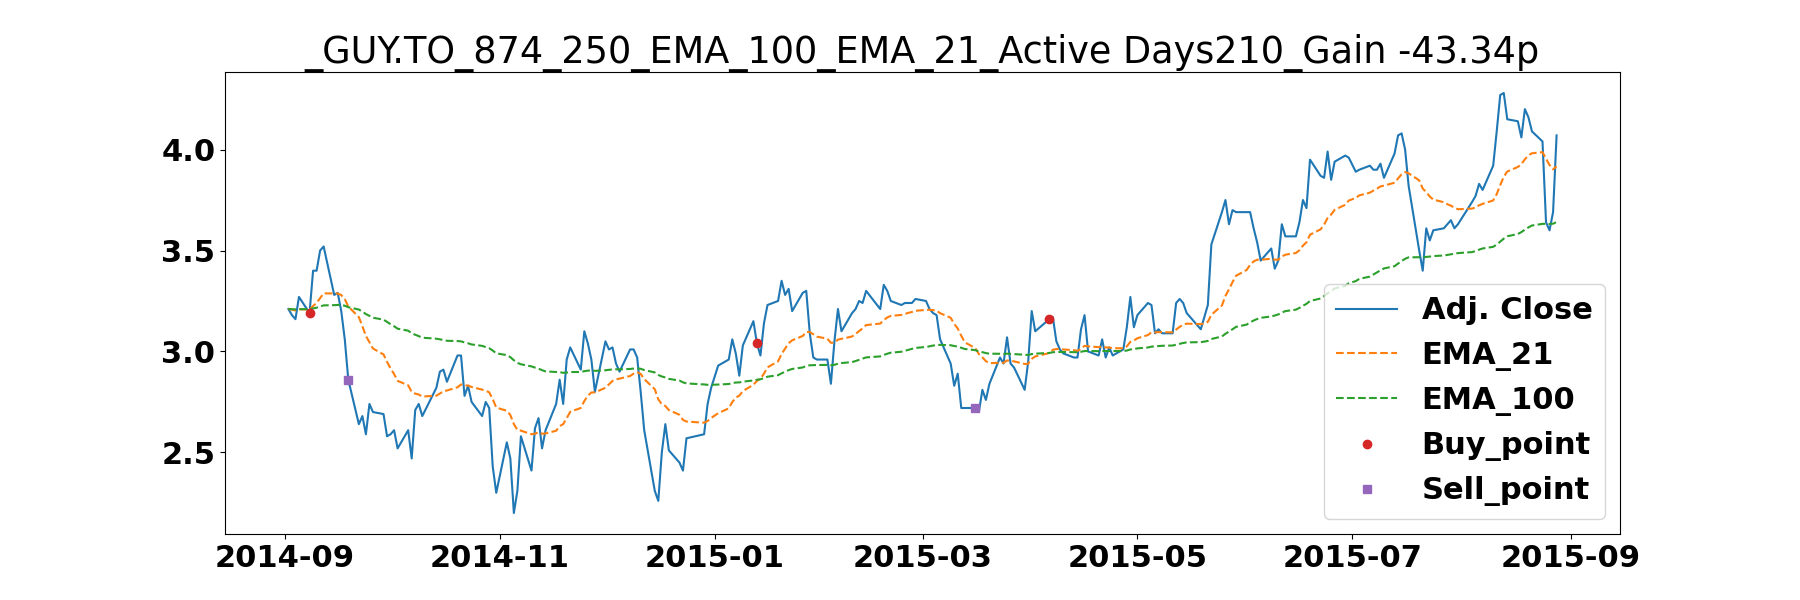 _GUY.TO_874_250_EMA_100_EMA_21_Active Days210_Gain -43.34p
4.0
3.5
3.0
2.5
Adj. Close
EMA_21
EMA_100
Buy_point
Sell_point
2014-09 2014-11 2015-01 2015-03 2015-05 2015-07 2015-09